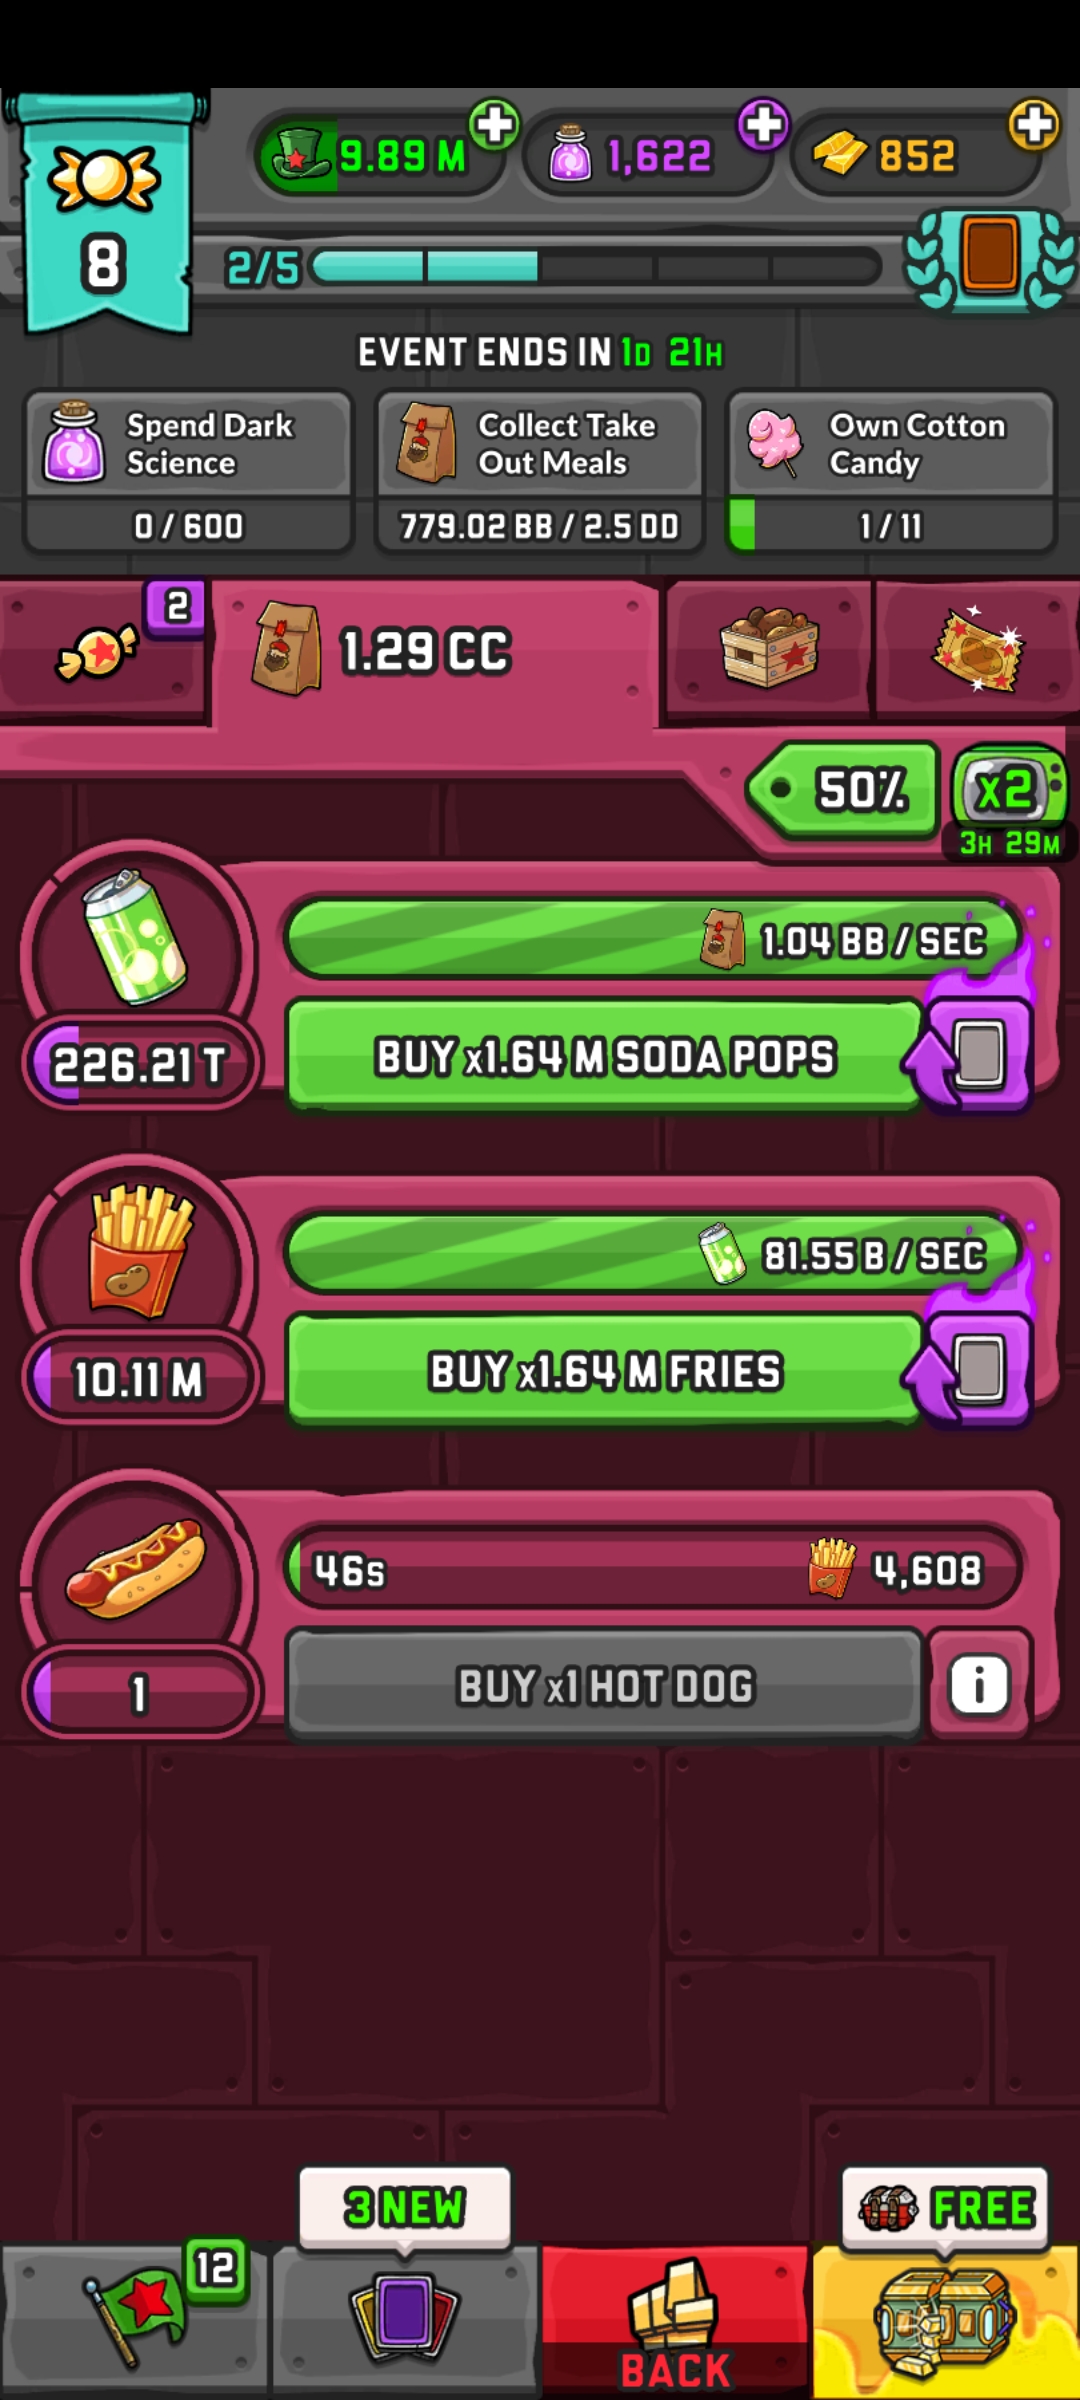 9.89 M
1,622
852
8
2/5
EVENT ENDS IN 1D 21H
Spend Dark
Science
0 / 600
Collect Take
Out Meals
779.02 BB / 2.5 DD
Own Cotton
Candy
1 / 11
2
1.29 CC
50%
x2
3H 29M
1.04 BB / SEC
226.21 T
BUY x1.64 M SODA POPS
81.55 B / SEC
10.11 M
BUY x1.64 M FRIES
46s
4,608
1
BUY x1 HOT DOG
i
3 NEW
FREE
12
BACK